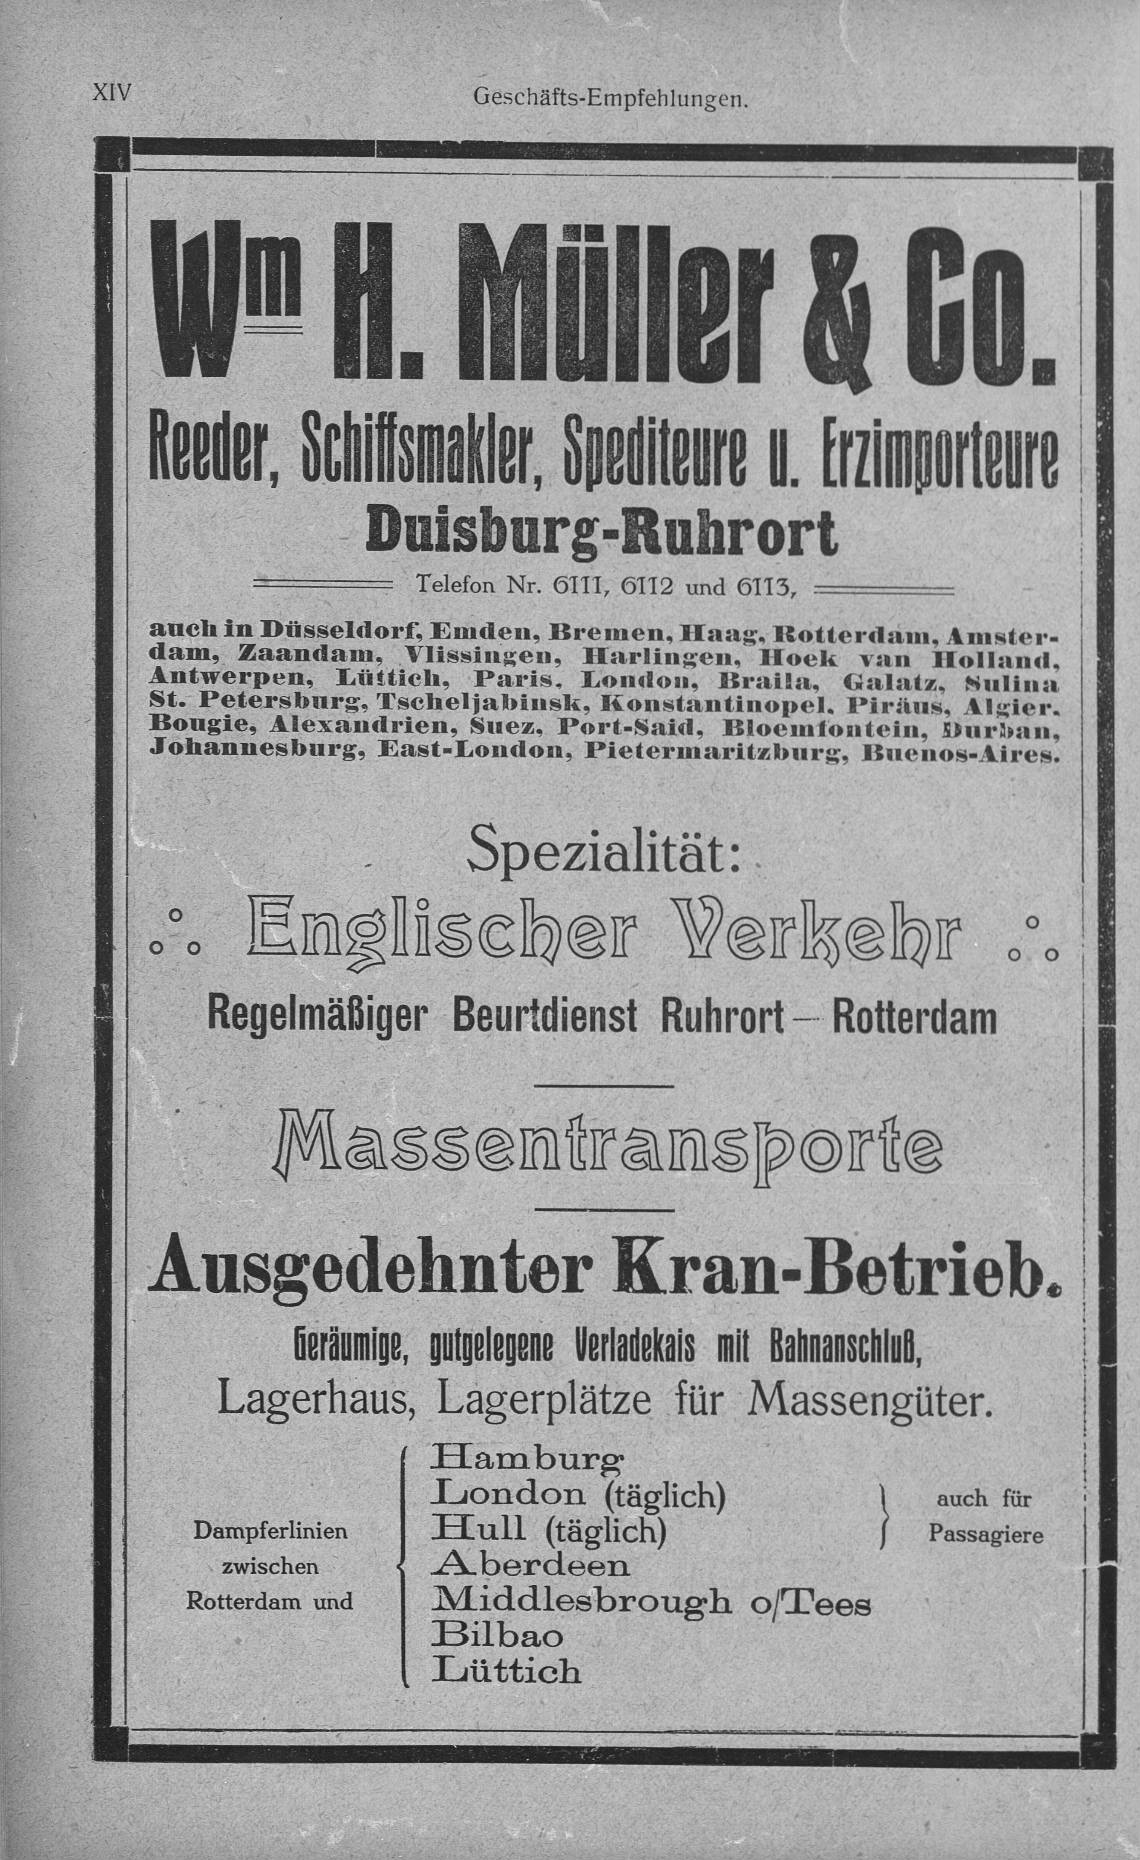 XIV
Geschäfts-Empfehlungen.
Wm H. Müller & Co.
Reeder, Schiffsmakler, Spediteure u. Erzimporteure
Duisburg-Ruhrort
Telefon Nr. 6111, 6112 und 6113,
auch in Düsseldorf, Emden, Bremen, Haag, Rotterdam, Amster-
dam, Zaandam, Vlissingen, Harlingen, Hoek van Holland,
Antwerpen, Lüttich, Paris, London, Braila, Galatz, Sulina
St. Petersburg, Tscheljabinsk, Konstantinopel, Piräus, Algier,
Bougie, Alexandrien, Suez, Port-Said, Bloemfontein, Durban,
Johannesburg, East-London, Pietermaritzburg, Buenos-Aires.
Spezialität:
Englischer Verkehr
Regelmäßiger Beurtdienst Ruhrort — Rotterdam
Massentransporte
Ausgedehnter Kran-Betrieb.
Geräumige, gutgelegene Verladekais mit Bahnanschluß,
Lagerhaus, Lagerplätze für Massengüter.
Dampferlinien
zwischen
Rotterdam und
Hamburg
London (täglich)
Hull (täglich)
Aberdeen
Middlesbrough o/Tees
Bilbao
Lüttich
auch für
Passagiere